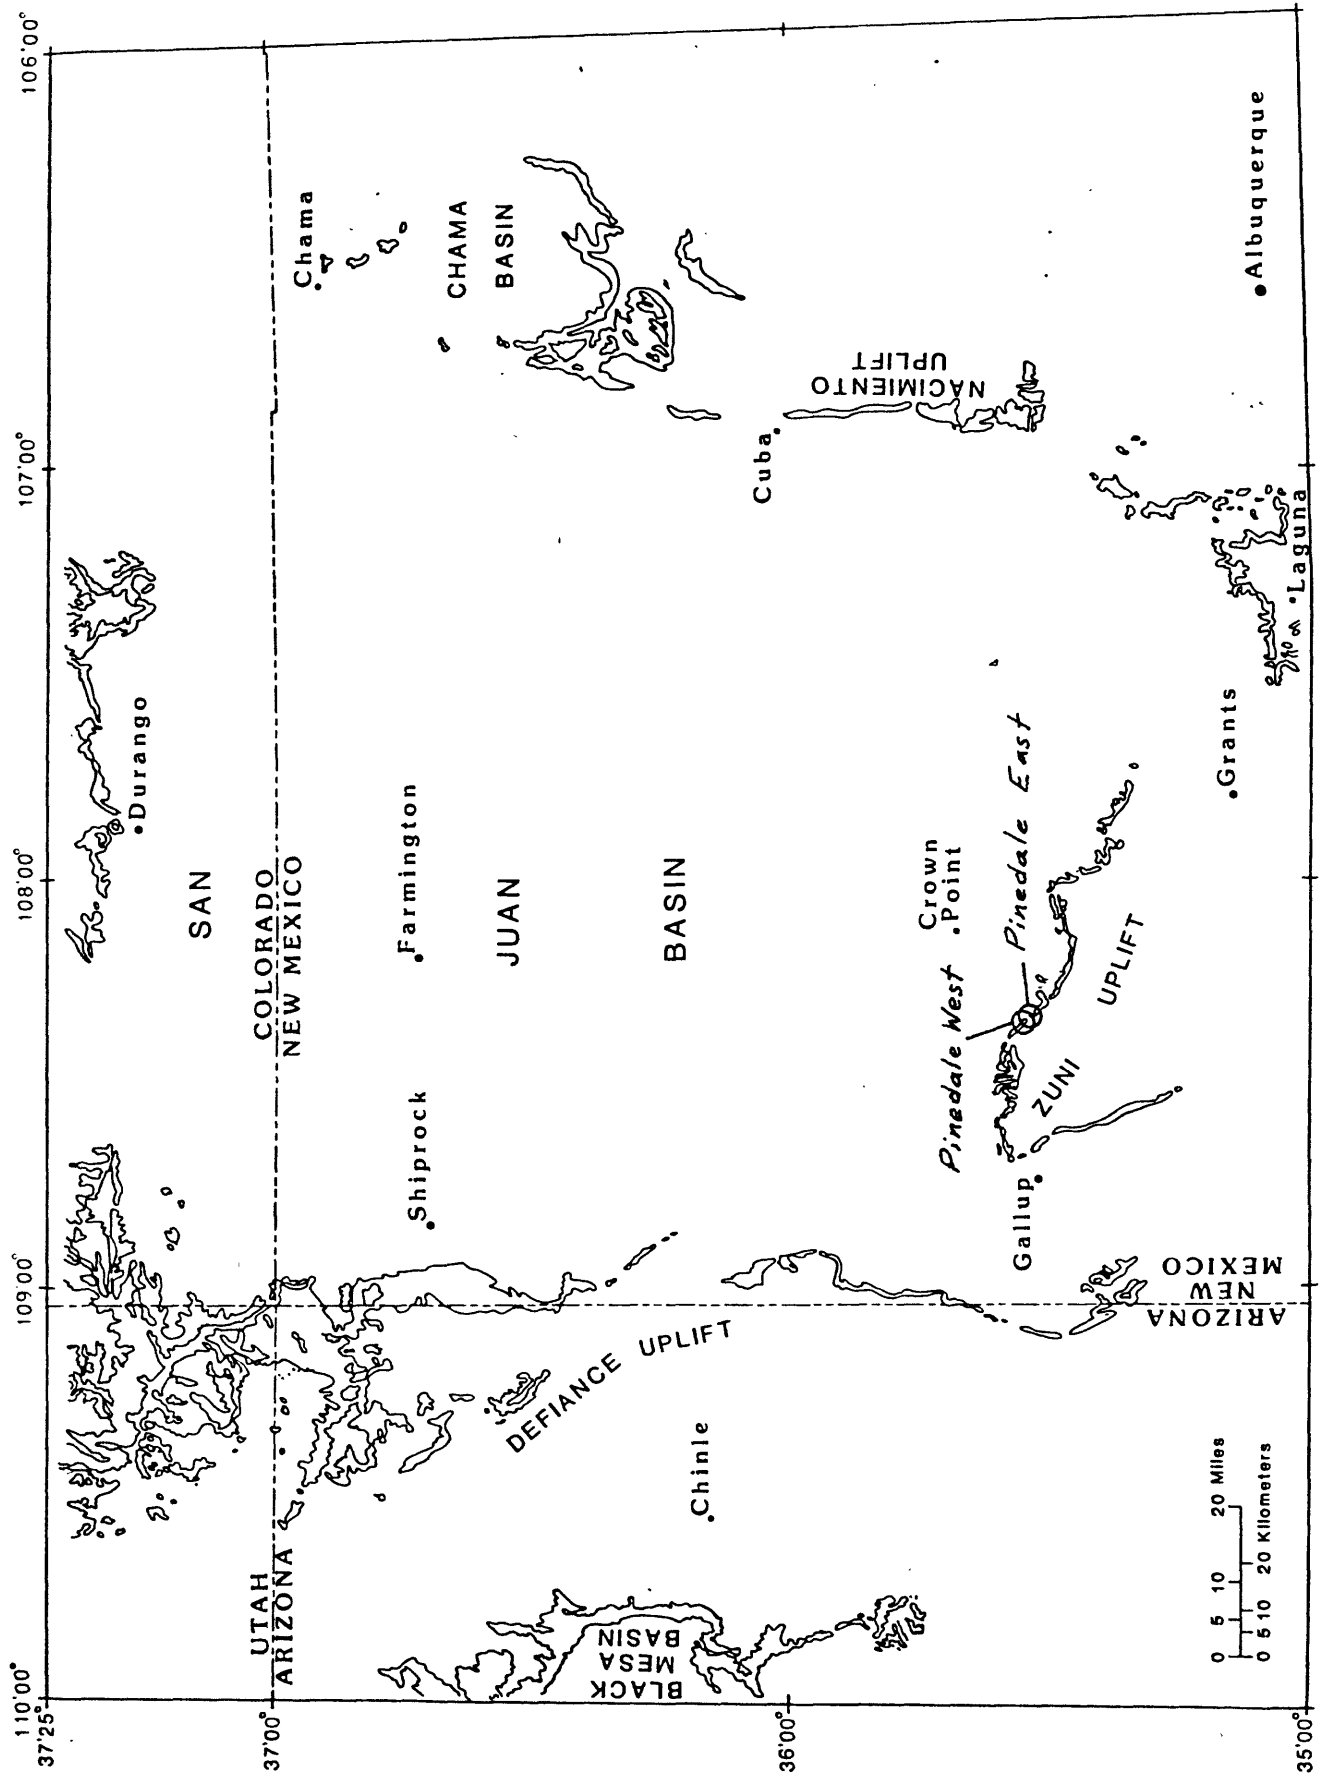 110°00'
109°00'
108°00'
107°00'
106°00'
37°25'
37°00'
36°00'
35°00'
UTAH
ARIZONA
COLORADO
NEW MEXICO
SAN
JUAN
BASIN
Durango
Chama
CHAMA
BASIN
Farmington
Shiprock
DEFIANCE UPLIFT
Chinle
BLACK
MESA
BASIN
Cuba
NACIMIENTO
UPLIFT
Crown
Point
Pinedale West
Pinedale East
Gallup
ZUNI
UPLIFT
Grants
Laguna
Albuquerque
ARIZONA
NEW
MEXICO
0 5 10 20 Miles
0 5 10 20 Kilometers